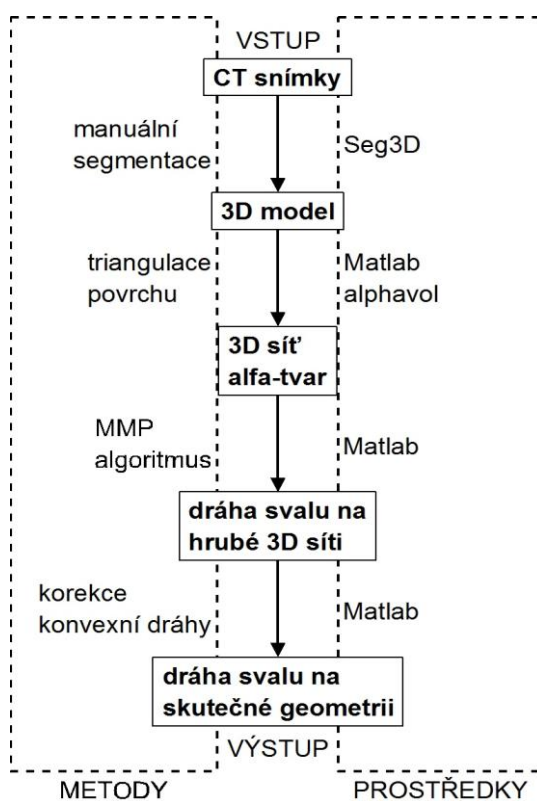 VSTUP
CT snímky
manuální
segmentace
Seg3D
3D model
triangulace
povrchu
Matlab
alphavol
3D síť
alfa-tvar
MMP
algoritmus
Matlab
dráha svalu na
hrubé 3D síti
korekce
konvexní dráhy
Matlab
dráha svalu na
skutečné geometrii
VÝSTUP
METODY
PROSTŘEDKY